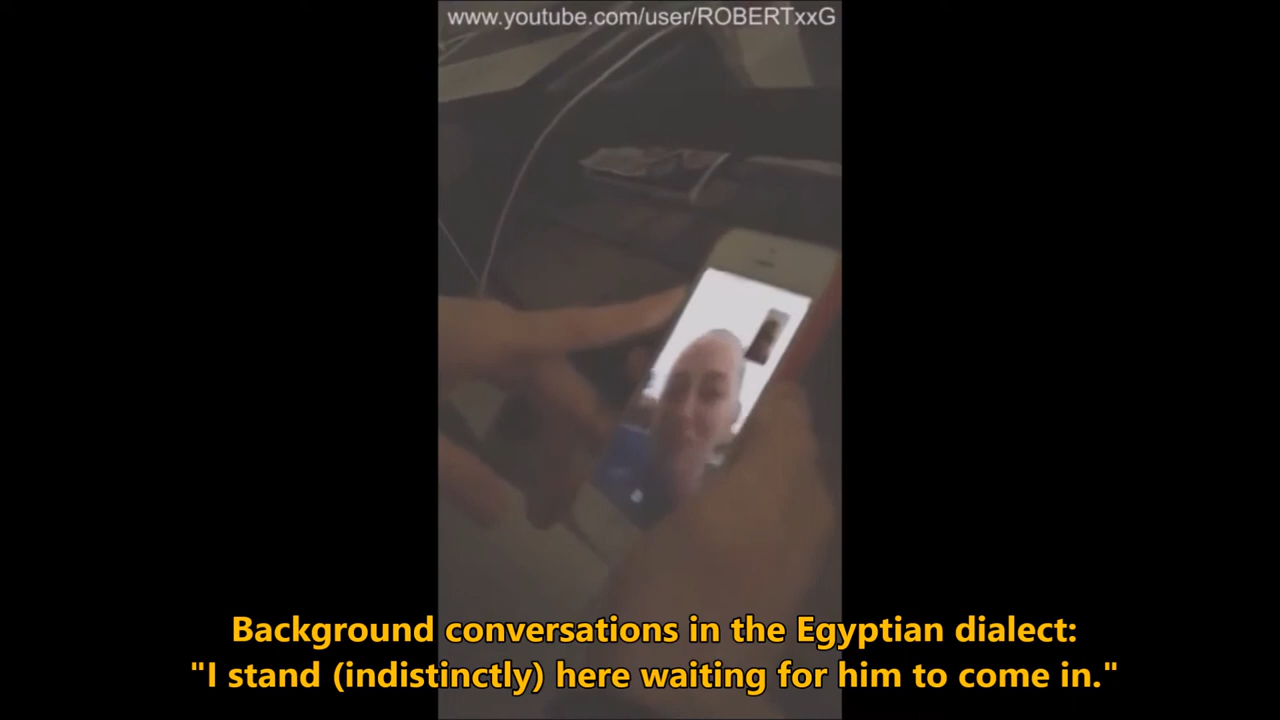 www.youtube.com/user/ROBERTxxG
Background conversations in the Egyptian dialect:
"I stand (indistinctly) here waiting for him to come in."